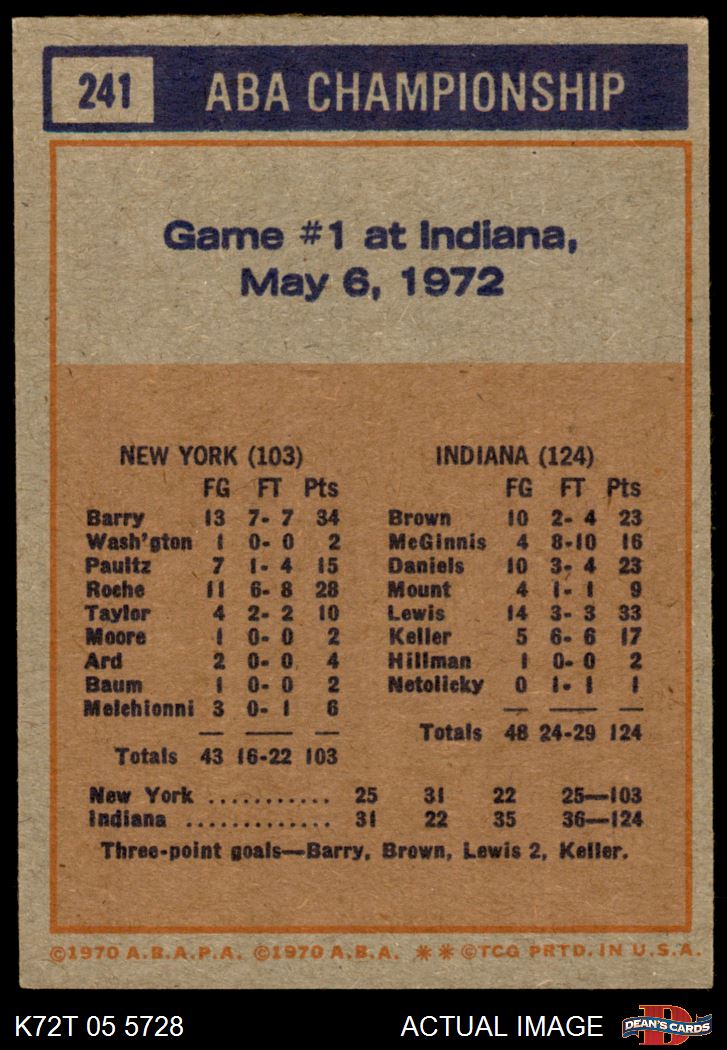 241 ABA CHAMPIONSHIP
Game #1 at Indiana,
May 6, 1972
NEW YORK (103)
FG FT Pts
Barry 13 7- 7 34
Wash'gton 1 0- 0 2
Paultz 7 1- 4 15
Roche 11 6- 8 28
Taylor 4 2- 2 10
Moore 1 0- 0 2
Ard 2 0- 0 4
Baum 1 0- 0 2
Melchionni 3 0- 1 6
Totals 43 16-22 103
INDIANA (124)
FG FT Pts
Brown 10 2- 4 23
McGinnis 4 8-10 16
Daniels 10 3- 4 23
Mount 4 1- 1 9
Lewis 14 3- 3 33
Keller 5 6- 6 17
Hillman 1 0- 0 2
Netolicky 0 1- 1 1
Totals 48 24-29 124
New York ........... 25 31 22 25—103
Indiana ............. 31 22 35 36—124
Three-point goals—Barry, Brown, Lewis 2, Keller.
©1970 A.B.A.P.A. ©1970 A.B.A. ✳✳©TCG PRTD. IN U.S.A.
K72T 05 5728 ACTUAL IMAGE D DEAN'S CARDS